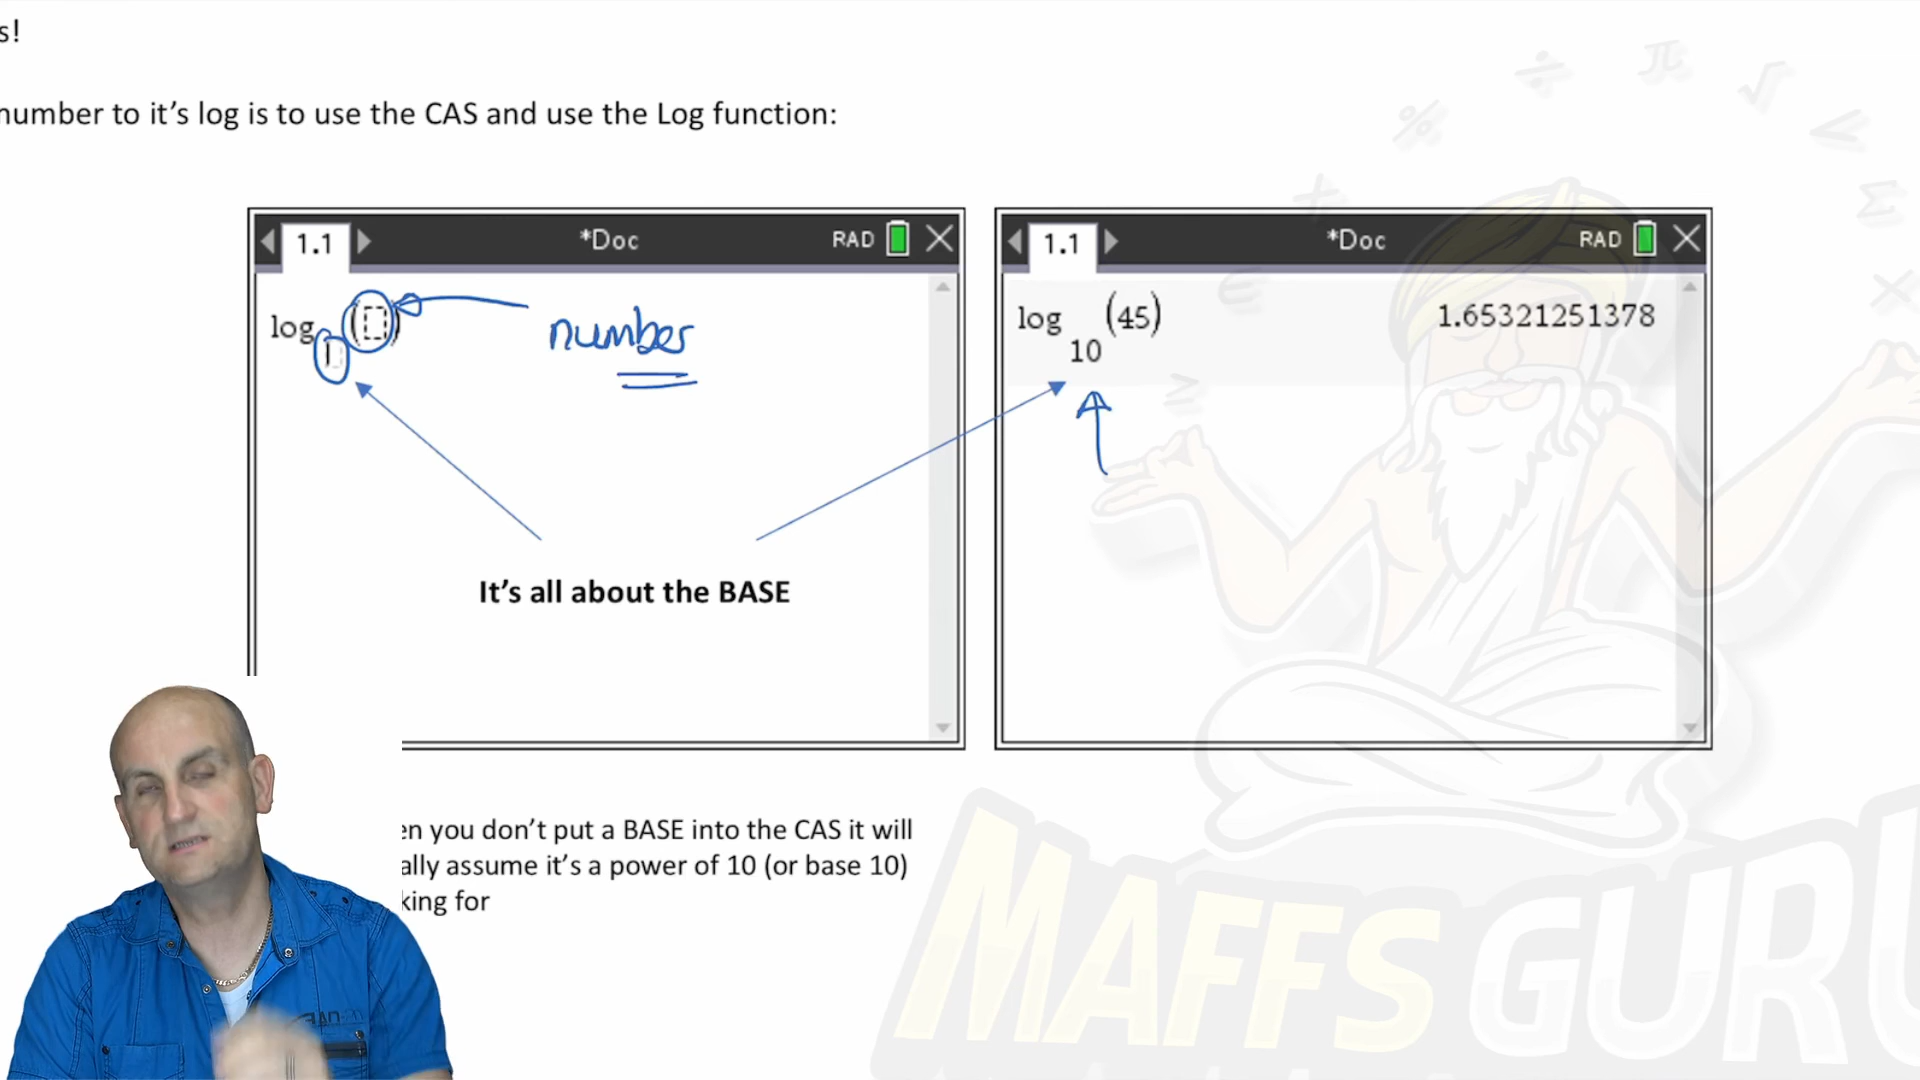 s!
number to it's log is to use the CAS and use the Log function:
1.1 *Doc RAD
log
number
1.1 *Doc RAD
log 10 (45) 1.65321251378
It's all about the BASE
en you don't put a BASE into the CAS it will
ally assume it's a power of 10 (or base 10)
king for
% ÷ π √ ∠ + Σ × € ≥
MAFFS GURU